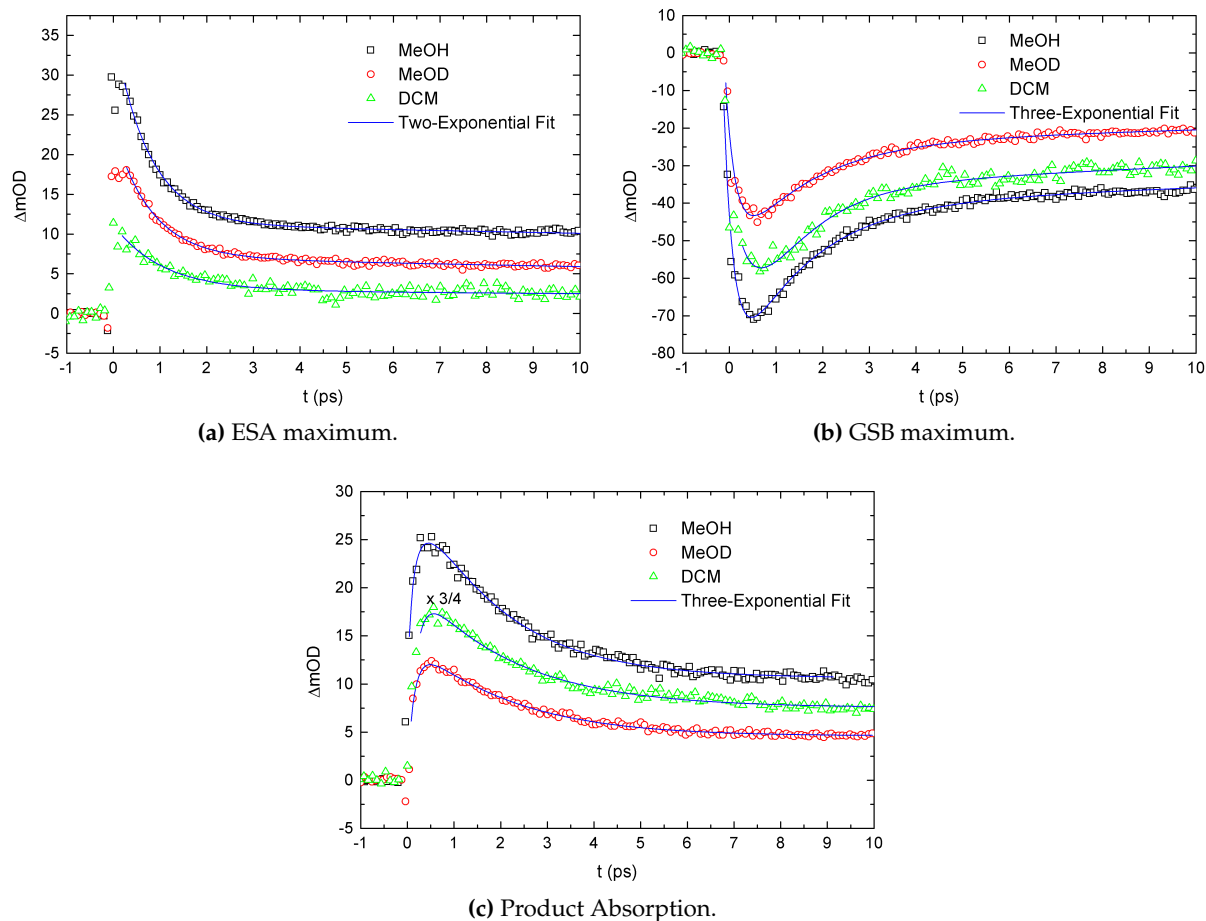 35
30
25
20
15
10
5
0
-5
ΔmOD
MeOH
MeOD
DCM
Two-Exponential Fit
-1 0 1 2 3 4 5 6 7 8 9 10
t (ps)
(a) ESA maximum.
10
0
-10
-20
-30
-40
-50
-60
-70
-80
ΔmOD
MeOH
MeOD
DCM
Three-Exponential Fit
-1 0 1 2 3 4 5 6 7 8 9 10
t (ps)
(b) GSB maximum.
30
25
20
15
10
5
0
-5
ΔmOD
MeOH
MeOD
DCM
Three-Exponential Fit
x 3/4
-1 0 1 2 3 4 5 6 7 8 9 10
t (ps)
(c) Product Absorption.